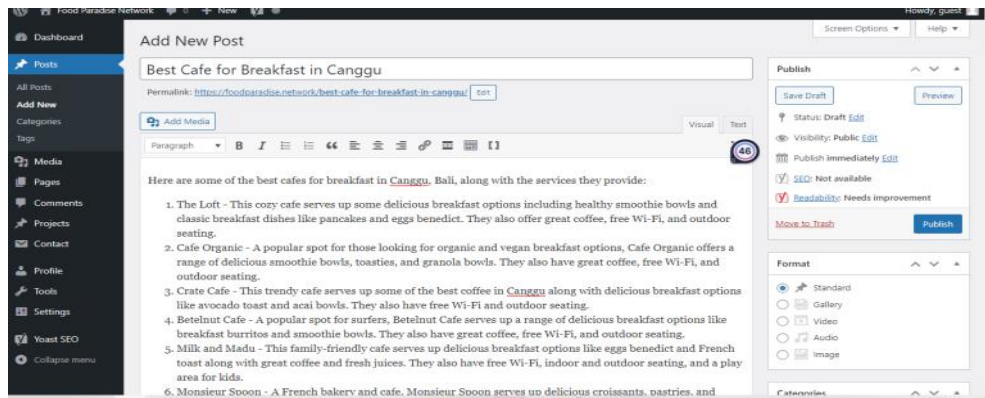 Food Paradise Network 0 + New
Howdy, guest
Screen Options Help
Dashboard
Posts
All Posts
Add New
Categories
Tags
Media
Pages
Comments
Projects
Contact
Profile
Tools
Settings
Yoast SEO
Collapse menu
Add New Post
Best Cafe for Breakfast in Canggu
Permalink: https://foodparadise.network/best-cafe-for-breakfast-in-canggu/ Edit
Add Media
Visual Text
Paragraph B I
46
Here are some of the best cafes for breakfast in Canggu, Bali, along with the services they provide:
1. The Loft - This cozy cafe serves up some delicious breakfast options including healthy smoothie bowls and
classic breakfast dishes like pancakes and eggs benedict. They also offer great coffee, free Wi-Fi, and outdoor
seating.
2. Cafe Organic - A popular spot for those looking for organic and vegan breakfast options, Cafe Organic offers a
range of delicious smoothie bowls, toasties, and granola bowls. They also have great coffee, free Wi-Fi, and
outdoor seating.
3. Crate Cafe - This trendy cafe serves up some of the best coffee in Canggu along with delicious breakfast options
like avocado toast and acai bowls. They also have free Wi-Fi and outdoor seating.
4. Betelnut Cafe - A popular spot for surfers, Betelnut Cafe serves up a range of delicious breakfast options like
breakfast burritos and smoothie bowls. They also have great coffee, free Wi-Fi, and outdoor seating.
5. Milk and Madu - This family-friendly cafe serves up delicious breakfast options like eggs benedict and French
toast along with great coffee and fresh juices. They also have free Wi-Fi, indoor and outdoor seating, and a play
area for kids.
6. Monsieur Spoon - A French bakery and cafe, Monsieur Spoon serves up delicious croissants, pastries, and
Publish
Save Draft Preview
Status: Draft Edit
Visibility: Public Edit
Publish immediately Edit
SEO: Not available
Readability: Needs improvement
Move to Trash Publish
Format
Standard
Gallery
Video
Audio
Image
Categories